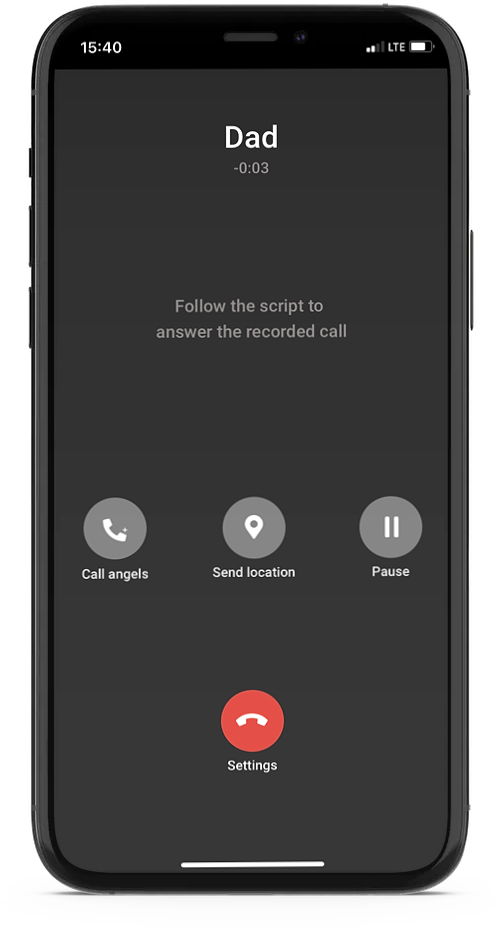 15:40
LTE
Dad
-0:03
Follow the script to
answer the recorded call
Call angels
Send location
Pause
Settings